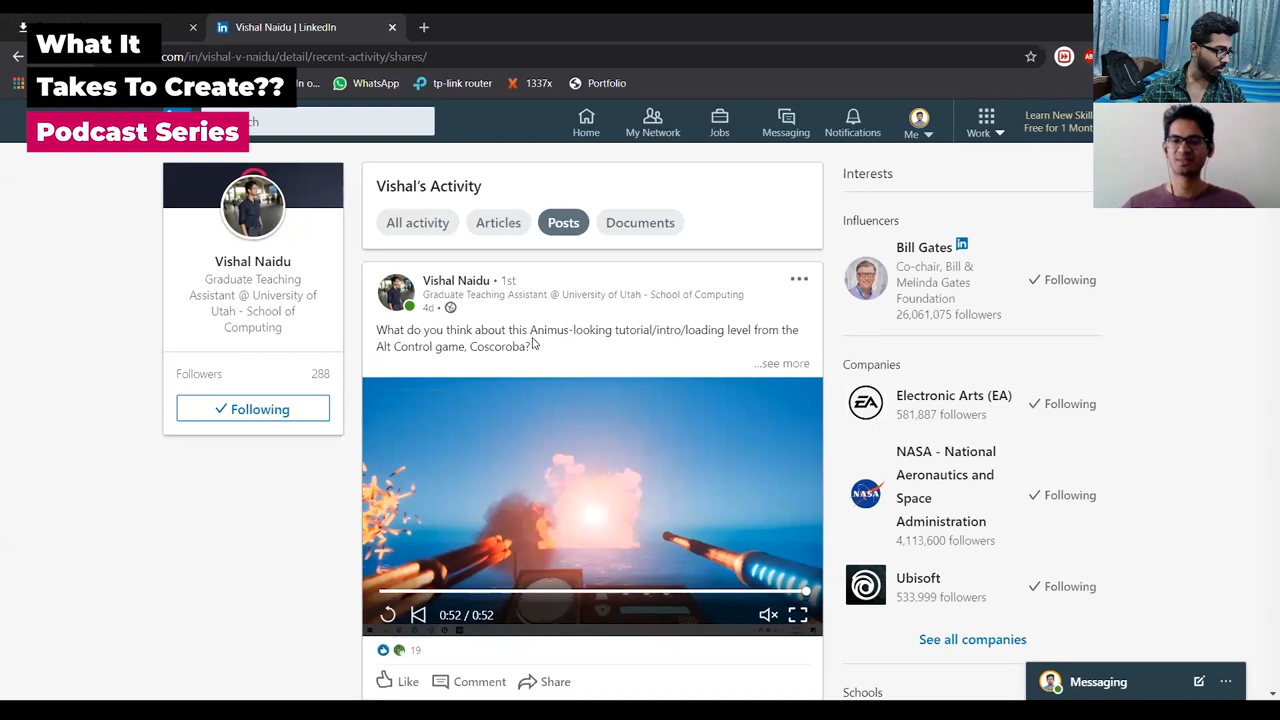 Vishal Naidu | LinkedIn
What It
Takes To Create??
Podcast Series
.com/in/vishal-v-naidu/detail/recent-activity/shares/
In o...
WhatsApp
tp-link router
1337x
Portfolio
Home
My Network
Jobs
Messaging
Notifications
Me
Work
Learn New Skil
Free for 1 Mont
Vishal Naidu
Graduate Teaching
Assistant @ University of
Utah - School of
Computing
Followers 288
Following
Vishal's Activity
All activity
Articles
Posts
Documents
Vishal Naidu • 1st
Graduate Teaching Assistant @ University of Utah - School of Computing
4d •
What do you think about this Animus-looking tutorial/intro/loading level from the
Alt Control game, Coscoroba?
...see more
0:52 / 0:52
19
Like
Comment
Share
Interests
Influencers
Bill Gates in
Co-chair, Bill &
Melinda Gates
Foundation
26,061,075 followers
Following
Companies
Electronic Arts (EA)
581,887 followers
Following
NASA - National
Aeronautics and
Space
Administration
4,113,600 followers
Following
Ubisoft
533,999 followers
Following
See all companies
Schools
Messaging